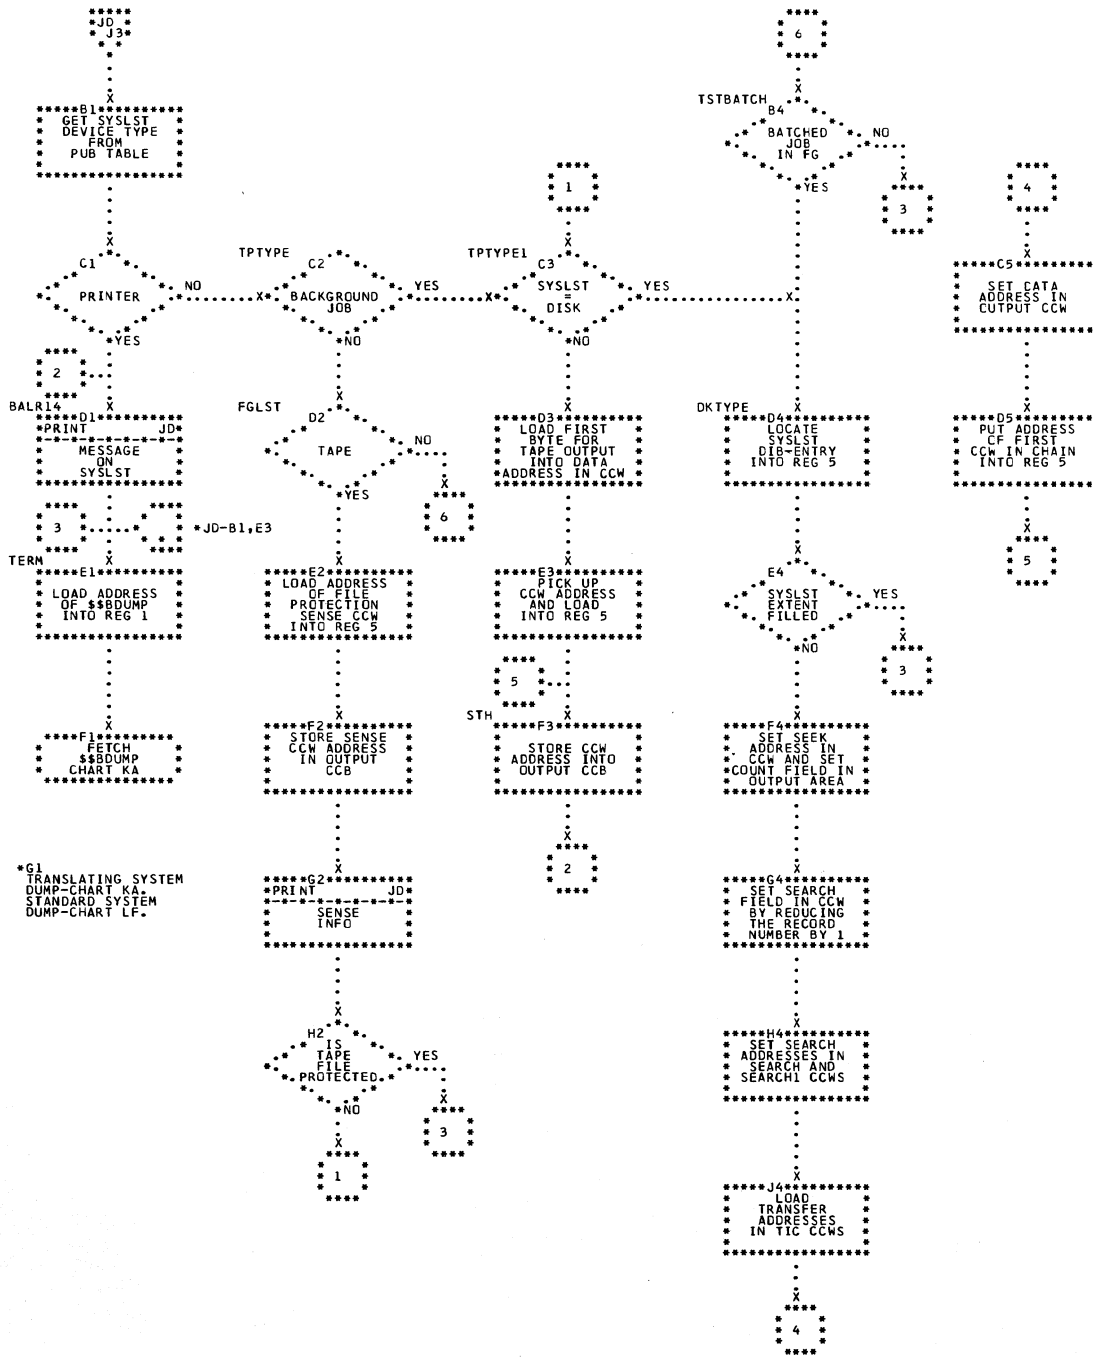 JD
J3
B1
GET SYSLST
DEVICE TYPE
FROM
PUB TABLE
C1
PRINTER
NO
YES
2
BALR14
D1
PRINT JD
MESSAGE
ON
SYSLST
3
*JD-B1,E3
TERM
E1
LOAD ADDRESS
OF $$BDUMP
INTO REG 1
F1
FETCH
$$BDUMP
CHART KA
*G1
TRANSLATING SYSTEM
DUMP-CHART KA.
STANDARD SYSTEM
DUMP-CHART LF.
TPTYPE
C2
BACKGROUND
JOB
YES
NO
FGLST
D2
TAPE
NO
6
YES
E2
LOAD ADDRESS
OF FILE
PROTECTION
SENSE CCW
INTO REG 5
F2
STORE SENSE
CCW ADDRESS
IN OUTPUT
CCB
G2
PRINT JD
SENSE
INFO
H2
IS
TAPE
FILE
PROTECTED
YES
3
NO
1
1
TPTYPE1
C3
SYSLST
=
DISK
YES
NO
D3
LOAD FIRST
BYTE FOR
TAPE OUTPUT
INTO DATA
ADDRESS IN CCW
E3
PICK UP
CCW ADDRESS
AND LOAD
INTO REG 5
5
STH
F3
STORE CCW
ADDRESS INTO
OUTPUT CCB
2
6
TSTBATCH
B4
BATCHED
JOB
IN FG
NO
3
YES
DKTYPE
D4
LOCATE
SYSLST
DIB-ENTRY
INTO REG 5
E4
SYSLST
EXTENT
FILLED
YES
3
NO
F4
SET SEEK
ADDRESS IN
CCW AND SET
COUNT FIELD IN
OUTPUT AREA
G4
SET SEARCH
FIELD IN CCW
BY REDUCING
THE RECORD
NUMBER BY 1
H4
SET SEARCH
ADDRESSES IN
SEARCH AND
SEARCH1 CCWS
J4
LOAD
TRANSFER
ADDRESSES
IN TIC CCWS
4
4
C5
SET CATA
ADDRESS IN
CUTPUT CCW
D5
PUT ADDRESS
CF FIRST
CCW IN CHAIN
INTO REG 5
5